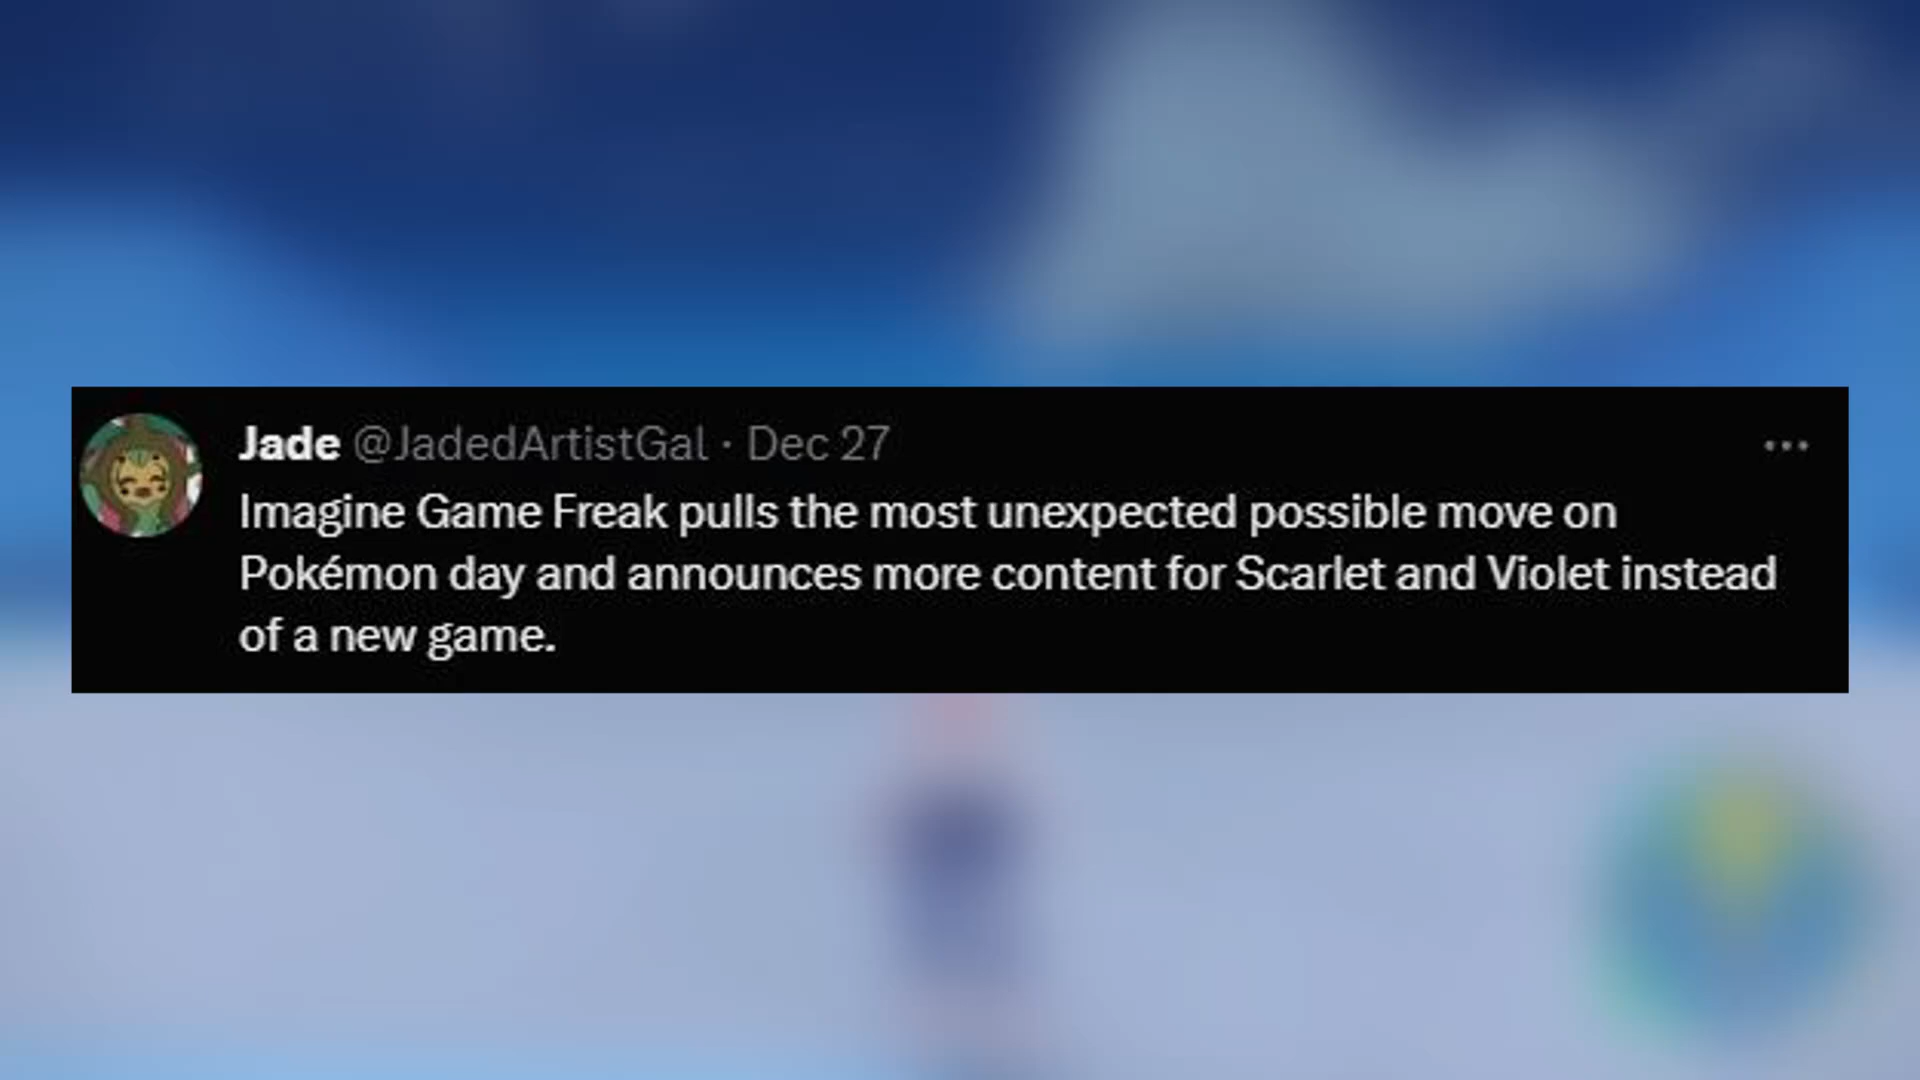 Jade @JadedArtistGal · Dec 27
Imagine Game Freak pulls the most unexpected possible move on
Pokémon day and announces more content for Scarlet and Violet instead
of a new game.